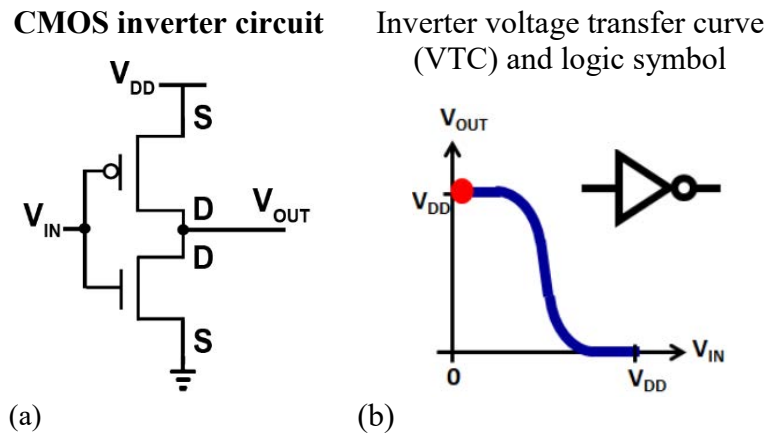 CMOS inverter circuit
Inverter voltage transfer curve
(VTC) and logic symbol
VDD
S
D
VOUT
VIN
D
S
(a)
VOUT
VDD
0
VDD
VIN
(b)